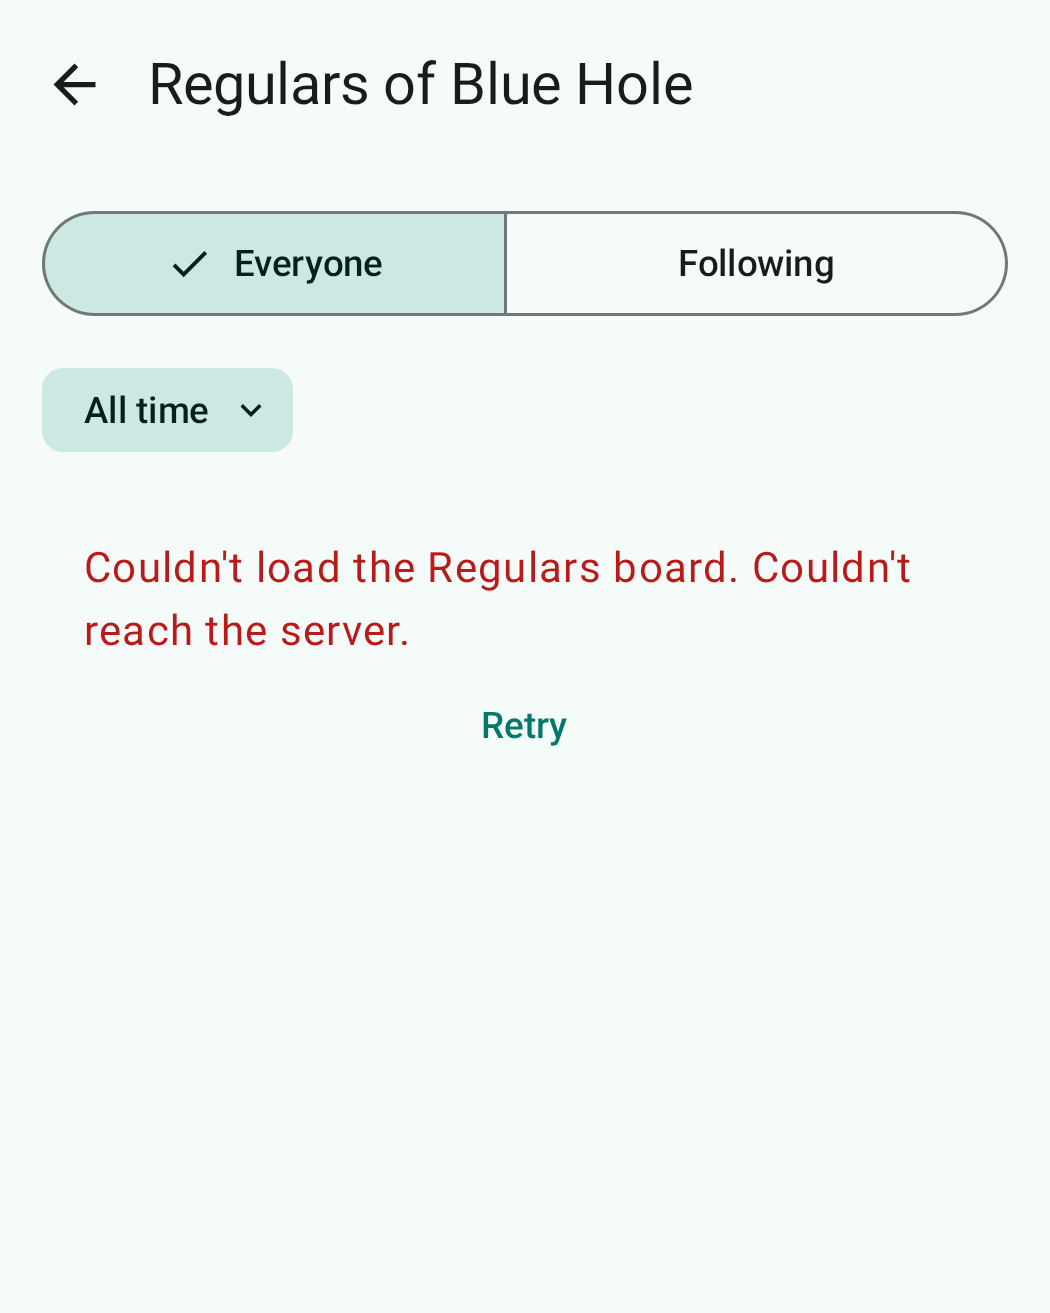 Regulars of Blue Hole
Everyone
Following
All time
Couldn't load the Regulars board. Couldn't
reach the server.
Retry